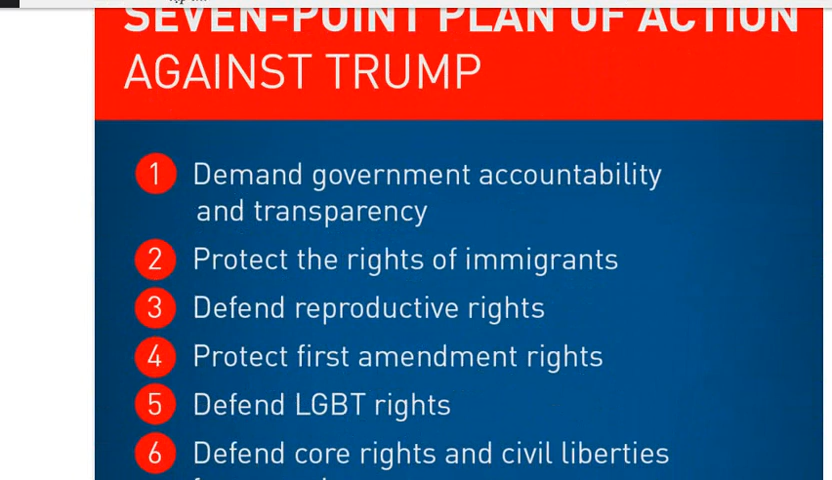 SEVEN-POINT PLAN OF ACTION
AGAINST TRUMP
1 Demand government accountability
and transparency
2 Protect the rights of immigrants
3 Defend reproductive rights
4 Protect first amendment rights
5 Defend LGBT rights
6 Defend core rights and civil liberties